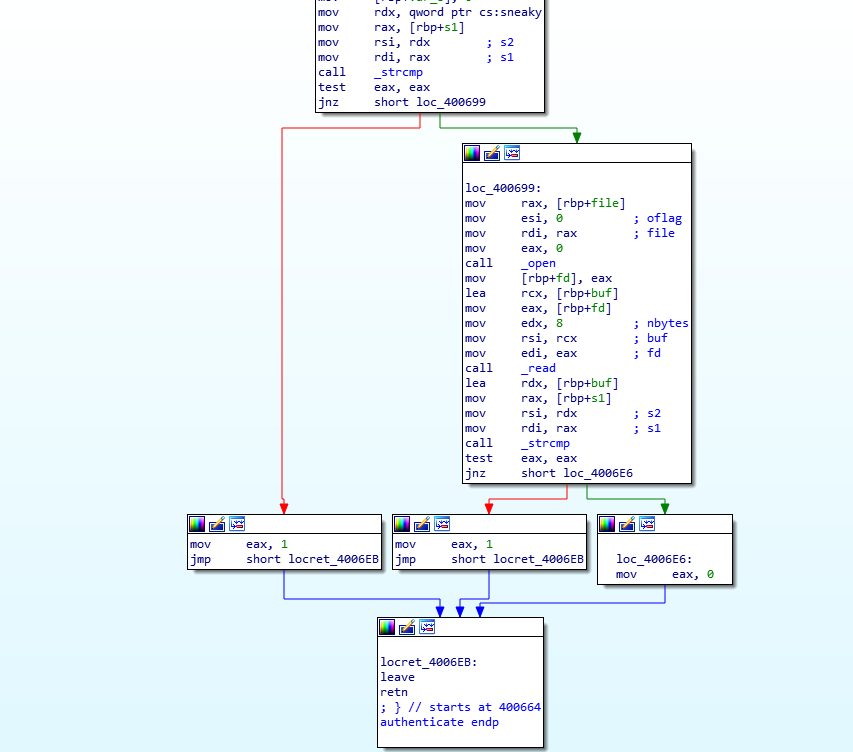 mov rdx, qword ptr cs:sneaky
mov rax, [rbp+s1]
mov rsi, rdx ; s2
mov rdi, rax ; s1
call _strcmp
test eax, eax
jnz short loc_400699
loc_400699:
mov rax, [rbp+file]
mov esi, 0 ; oflag
mov rdi, rax ; file
mov eax, 0
call _open
mov [rbp+fd], eax
lea rcx, [rbp+buf]
mov eax, [rbp+fd]
mov edx, 8 ; nbytes
mov rsi, rcx ; buf
mov edi, eax ; fd
call _read
lea rdx, [rbp+buf]
mov rax, [rbp+s1]
mov rsi, rdx ; s2
mov rdi, rax ; s1
call _strcmp
test eax, eax
jnz short loc_4006E6
mov eax, 1
jmp short locret_4006EB
mov eax, 1
jmp short locret_4006EB
loc_4006E6:
mov eax, 0
locret_4006EB:
leave
retn
; } // starts at 400664
authenticate endp